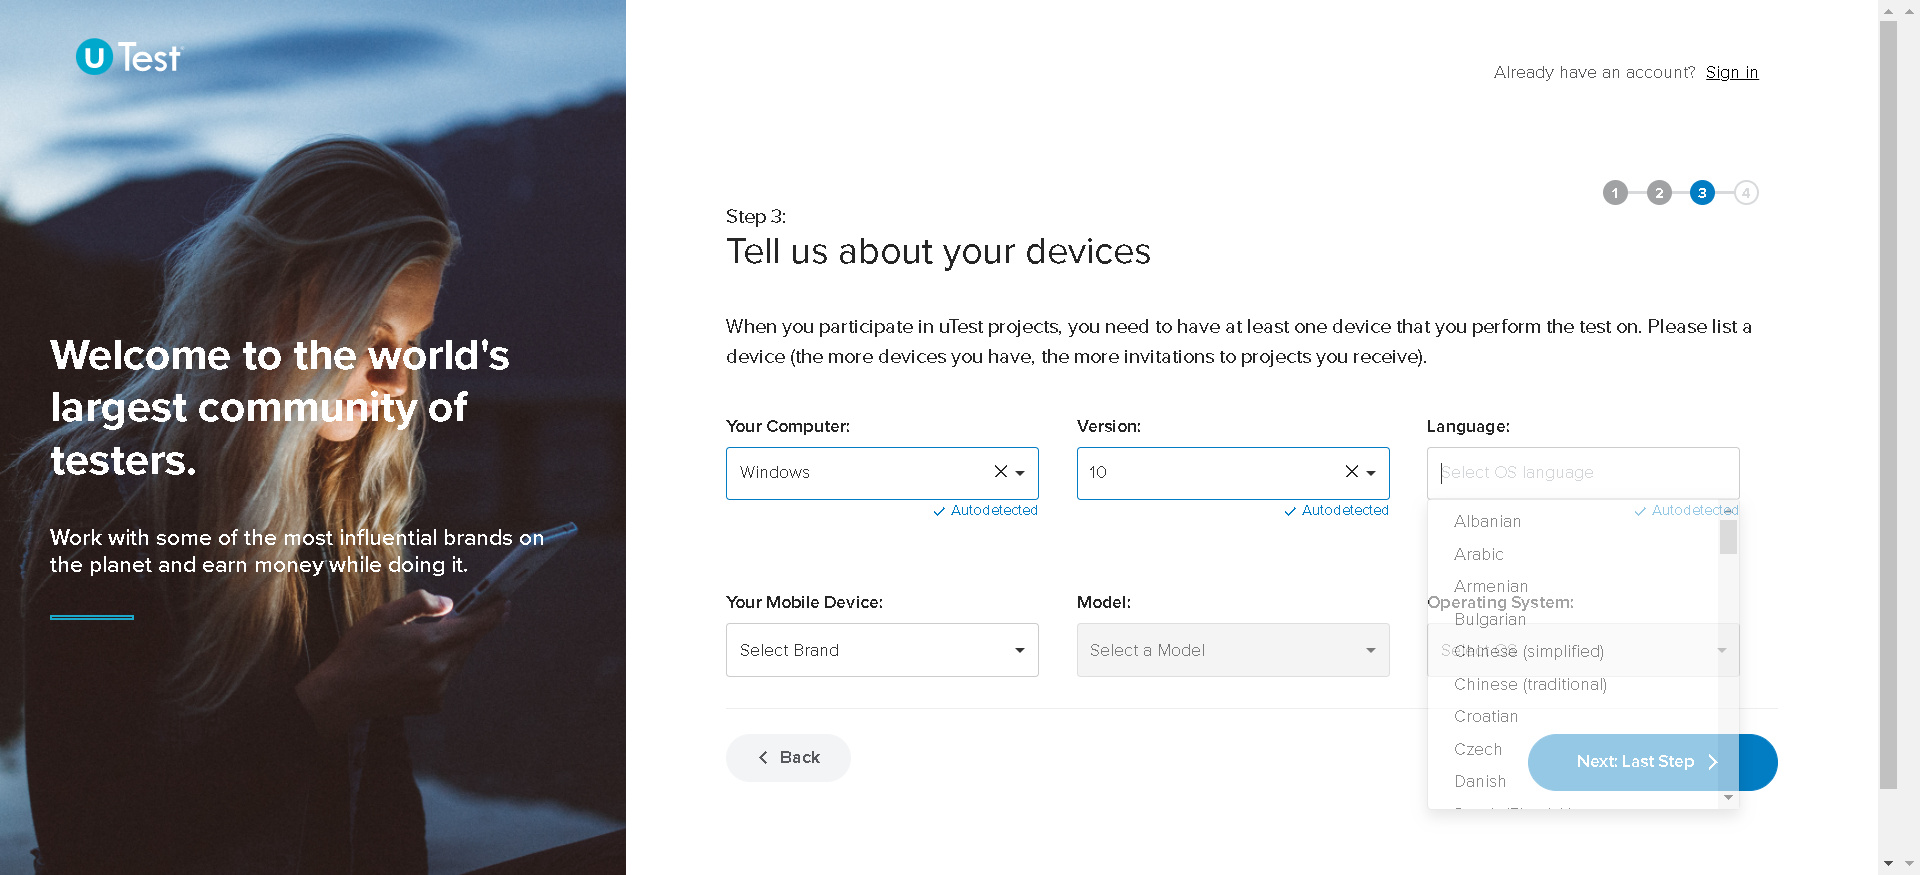 U Test
Already have an account? Sign in
1 2 3 4
Step 3:
Tell us about your devices
When you participate in uTest projects, you need to have at least one device that you perform the test on. Please list a
device (the more devices you have, the more invitations to projects you receive).
Welcome to the world's
largest community of
testers.
Work with some of the most influential brands on
the planet and earn money while doing it.
Your Computer: Version: Language:
Windows 10 Select OS language
Autodetected Autodetected Autodetected
Albanian
Arabic
Armenian
Your Mobile Device: Model: Operating System:
Bulgarian
Select Brand Select a Model Select OS
Chinese (simplified)
Chinese (traditional)
Croatian
Czech
Back Next: Last Step
Danish